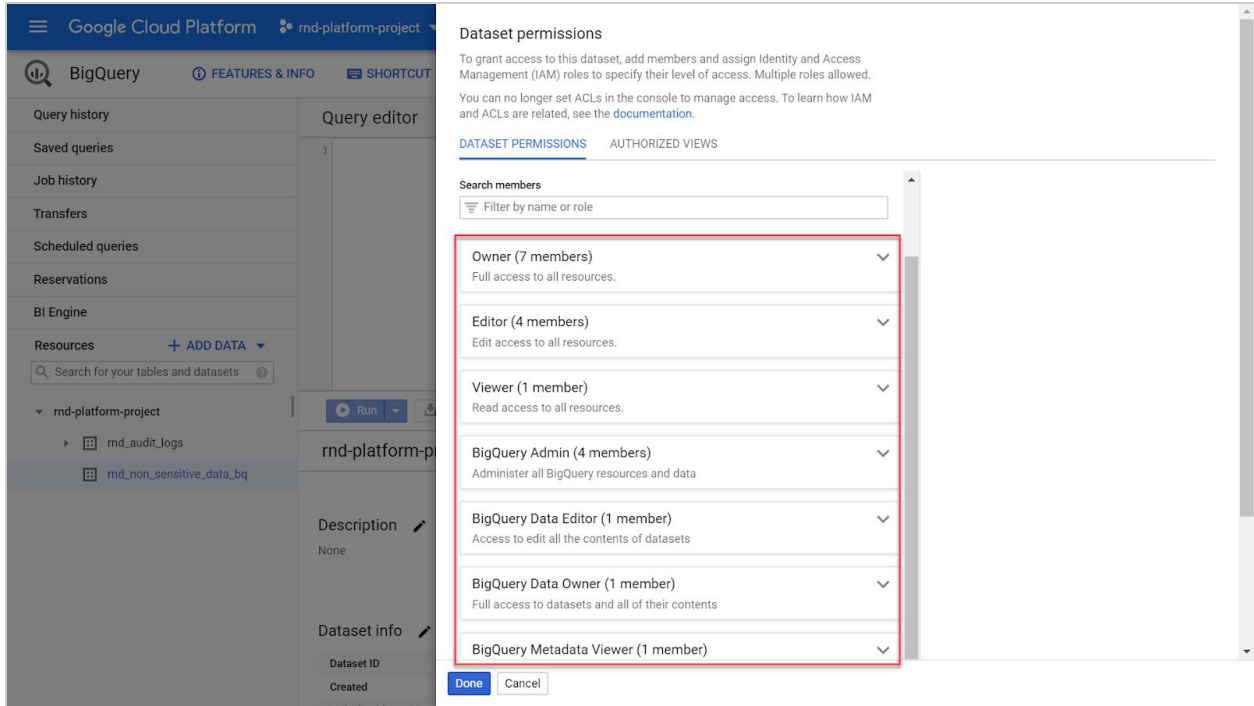 Google Cloud Platform
rnd-platform-project
BigQuery
FEATURES & INFO
SHORTCUT
Query history
Saved queries
Job history
Transfers
Scheduled queries
Reservations
BI Engine
Resources
ADD DATA
Search for your tables and datasets
rnd-platform-project
rnd_audit_logs
rnd_non_sensitive_data_bq
Query editor
1
Run
rnd-platform-p
Description
None
Dataset info
Dataset ID
Created
Dataset permissions
To grant access to this dataset, add members and assign Identity and Access
Management (IAM) roles to specify their level of access. Multiple roles allowed.
You can no longer set ACLs in the console to manage access. To learn how IAM
and ACLs are related, see the documentation.
DATASET PERMISSIONS AUTHORIZED VIEWS
Search members
Filter by name or role
Owner (7 members)
Full access to all resources.
Editor (4 members)
Edit access to all resources.
Viewer (1 member)
Read access to all resources.
BigQuery Admin (4 members)
Administer all BigQuery resources and data
BigQuery Data Editor (1 member)
Access to edit all the contents of datasets
BigQuery Data Owner (1 member)
Full access to datasets and all of their contents
BigQuery Metadata Viewer (1 member)
Done Cancel